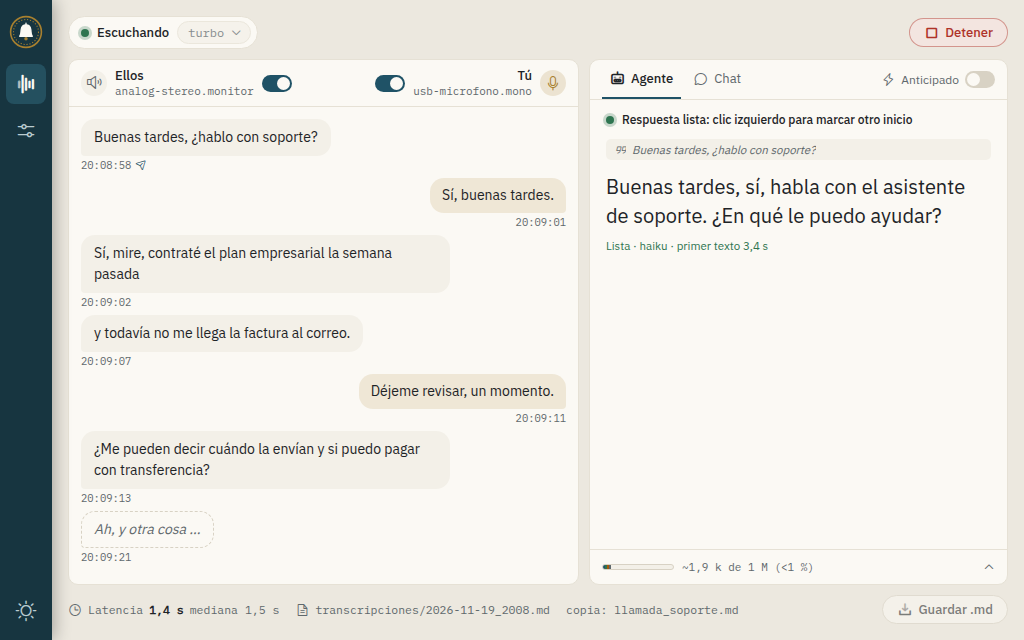 Escuchando
turbo
Detener
Ellos
analog-stereo.monitor
Tú
usb-microfono.mono
Buenas tardes, ¿hablo con soporte?
20:08:58
Sí, buenas tardes.
20:09:01
Sí, mire, contraté el plan empresarial la semana
pasada
20:09:02
y todavía no me llega la factura al correo.
20:09:07
Déjeme revisar, un momento.
20:09:11
¿Me pueden decir cuándo la envían y si puedo pagar
con transferencia?
20:09:13
Ah, y otra cosa ...
20:09:21
Agente
Chat
Anticipado
Respuesta lista: clic izquierdo para marcar otro inicio
Buenas tardes, ¿hablo con soporte?
Buenas tardes, sí, habla con el asistente
de soporte. ¿En qué le puedo ayudar?
Lista · haiku · primer texto 3,4 s
~1,9 k de 1 M (<1 %)
Latencia 1,4 s mediana 1,5 s
transcripciones/2026-11-19_2008.md
copia: llamada_soporte.md
Guardar .md